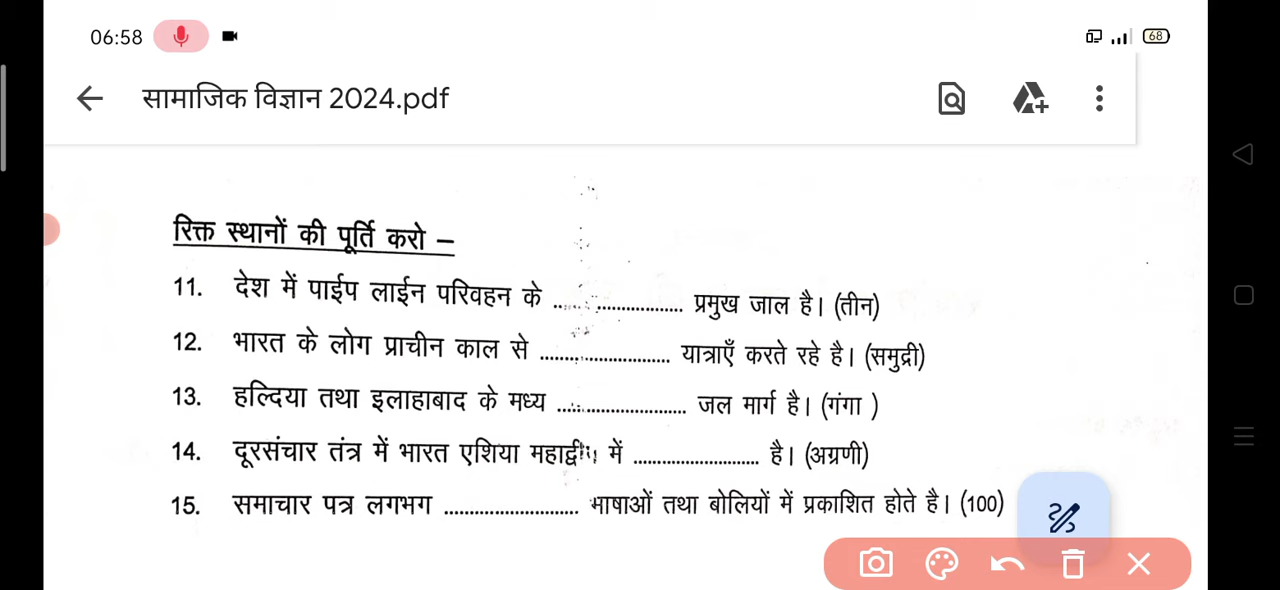 06:58
68
सामाजिक विज्ञान 2024.pdf
रिक्त स्थानों की पूर्ति करो –
11. देश में पाईप लाईन परिवहन के ........................ प्रमुख जाल है। (तीन)
12. भारत के लोग प्राचीन काल से ........................ यात्राएँ करते रहे है। (समुद्री)
13. हल्दिया तथा इलाहाबाद के मध्य ........................ जल मार्ग है। (गंगा )
14. दूरसंचार तंत्र में भारत एशिया महाद्वीप में ........................ है। (अग्रणी)
15. समाचार पत्र लगभग ........................ भाषाओं तथा बोलियों में प्रकाशित होते है। (100)